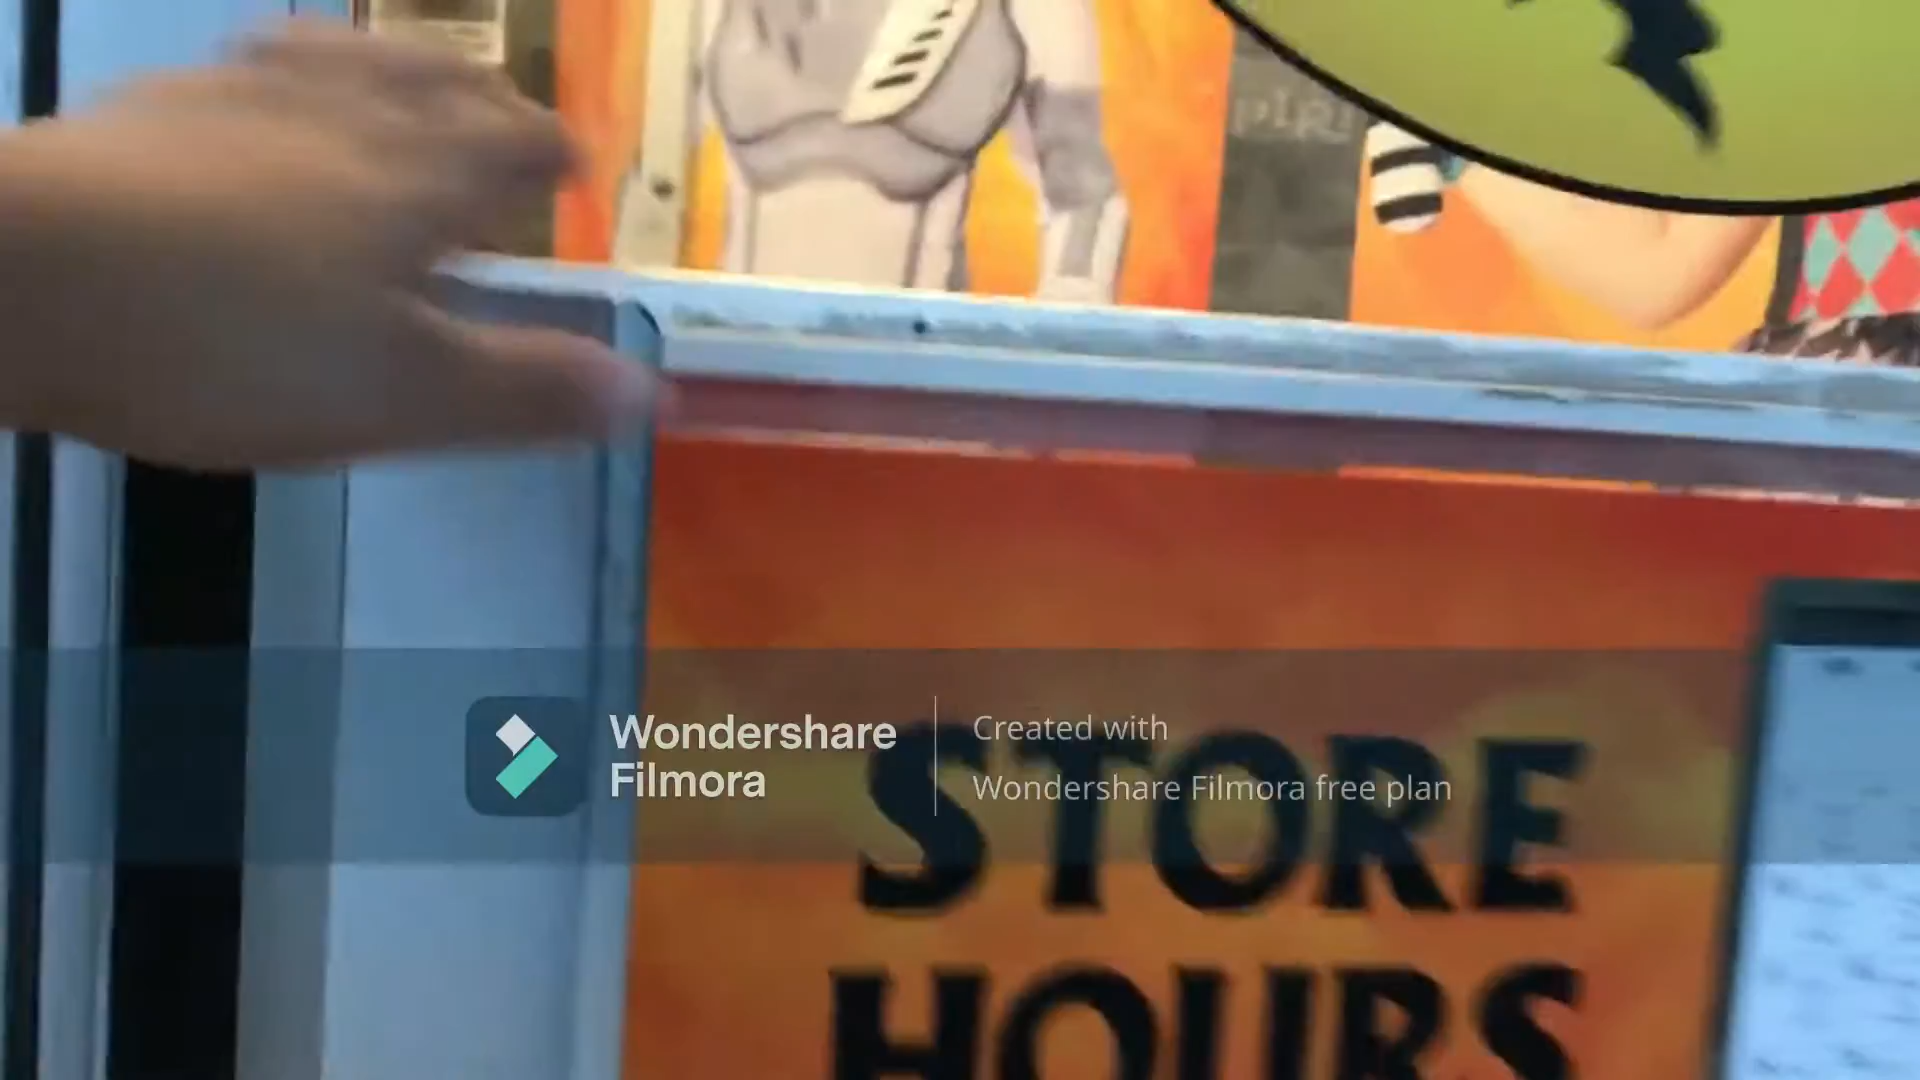 Wondershare
Filmora
Created with
Wondershare Filmora free plan
STORE
HOURS